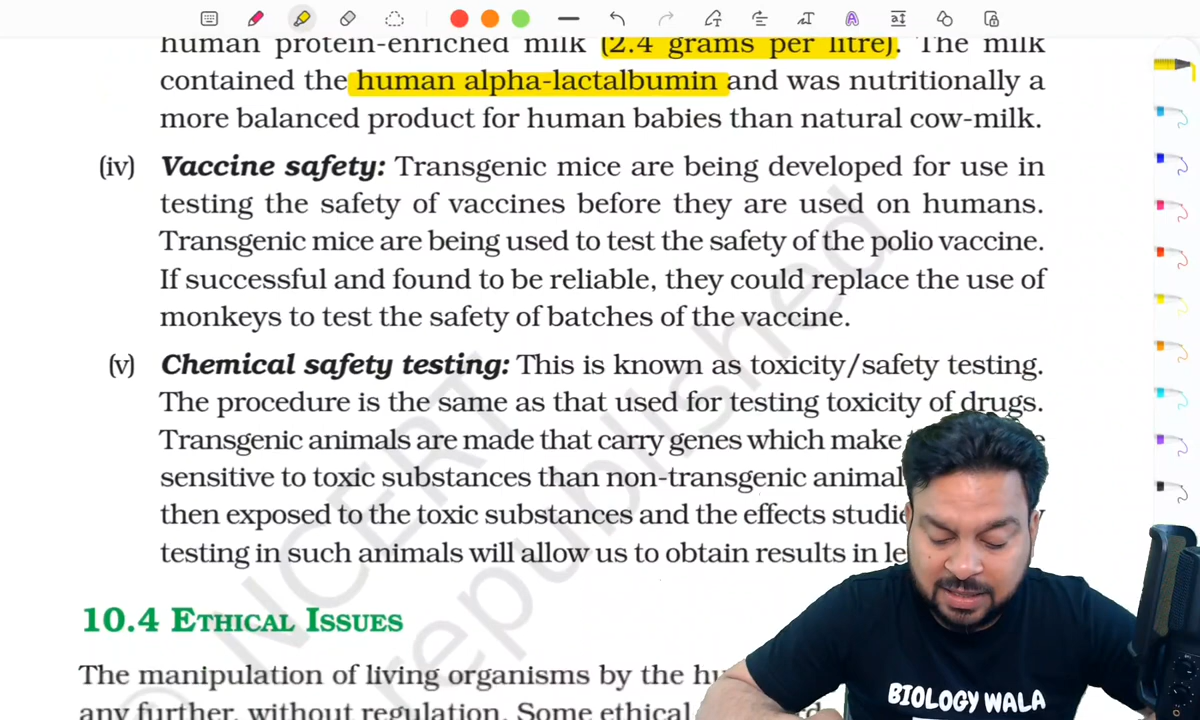 human protein-enriched milk (2.4 grams per litre). The milk
contained the human alpha-lactalbumin and was nutritionally a
more balanced product for human babies than natural cow-milk.
(iv) Vaccine safety: Transgenic mice are being developed for use in
testing the safety of vaccines before they are used on humans.
Transgenic mice are being used to test the safety of the polio vaccine.
If successful and found to be reliable, they could replace the use of
monkeys to test the safety of batches of the vaccine.
(v) Chemical safety testing: This is known as toxicity/safety testing.
The procedure is the same as that used for testing toxicity of drugs.
Transgenic animals are made that carry genes which make
sensitive to toxic substances than non-transgenic
then exposed to the toxic substances and the effects
testing in such animals will allow us to obtain results in
10.4 ETHICAL ISSUES
The manipulation of living organisms by the
any further, without regulation. Some ethical
BIOLOGY WALA
© NCERT
republished